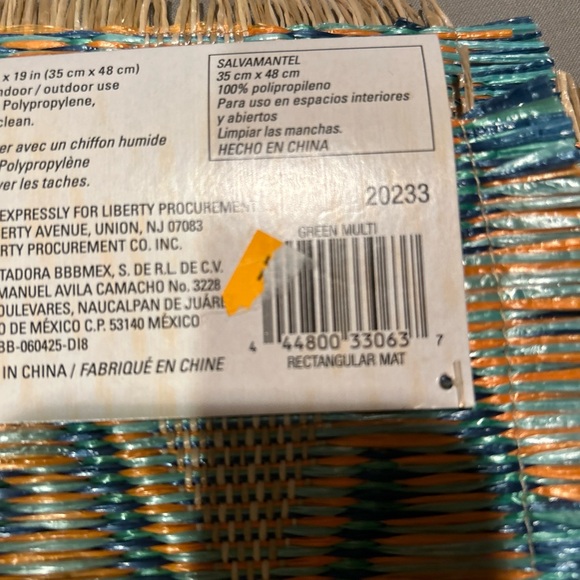 x 19 in (35 cm x 48 cm)
ndoor / outdoor use
Polypropylene,
clean.
er avec un chiffon humide
Polypropylène
er les taches.
SALVAMANTEL
35 cm x 48 cm
100% polipropileno
Para uso en espacios interiores
y abiertos
Limpiar las manchas.
HECHO EN CHINA
EXPRESSLY FOR LIBERTY PROCUREMENT
ERTY AVENUE, UNION, NJ 07083
RTY PROCUREMENT CO. INC.
TADORA BBBMEX, S. DE R.L. DE C.V.
MANUEL AVILA CAMACHO No. 3228
OULEVARES, NAUCALPAN DE JUÁR
O DE MÉXICO C.P. 53140 MÉXICO
BB-060425-DI8
IN CHINA / FABRIQUÉ EN CHINE
20233
GREEN MULTI
4 44800 33063 7
RECTANGULAR MAT